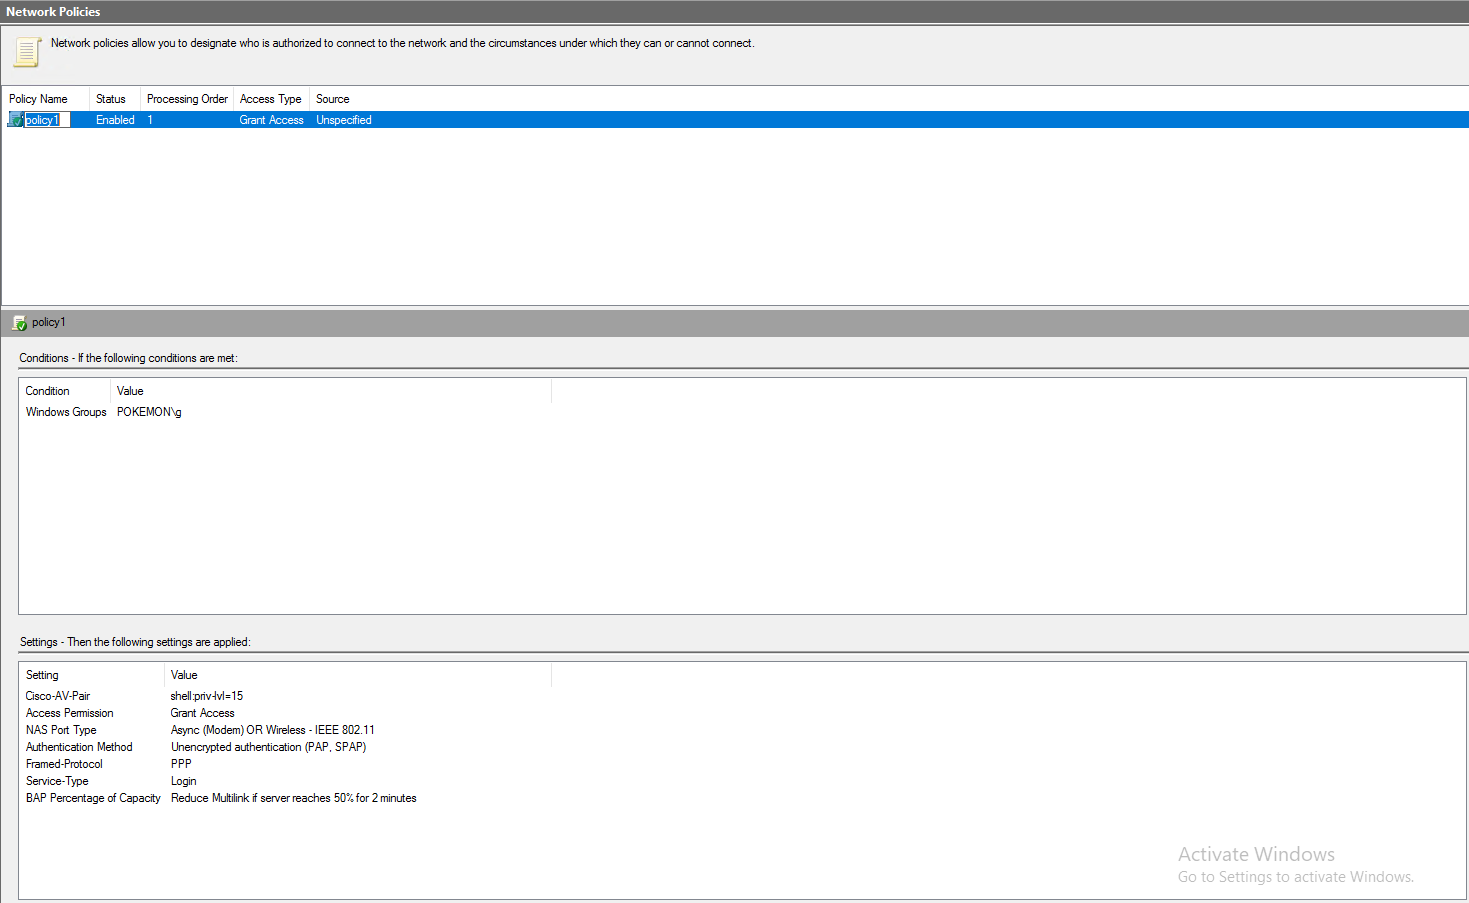 Network Policies
Network policies allow you to designate who is authorized to connect to the network and the circumstances under which they can or cannot connect.
Policy Name Status Processing Order Access Type Source
policy1 Enabled 1 Grant Access Unspecified
policy1
Conditions - If the following conditions are met:
Condition Value
Windows Groups POKEMON\g
Settings - Then the following settings are applied:
Setting Value
Cisco-AV-Pair shell:priv-lvl=15
Access Permission Grant Access
NAS Port Type Async (Modem) OR Wireless - IEEE 802.11
Authentication Method Unencrypted authentication (PAP, SPAP)
Framed-Protocol PPP
Service-Type Login
BAP Percentage of Capacity Reduce Multilink if server reaches 50% for 2 minutes
Activate Windows
Go to Settings to activate Windows.